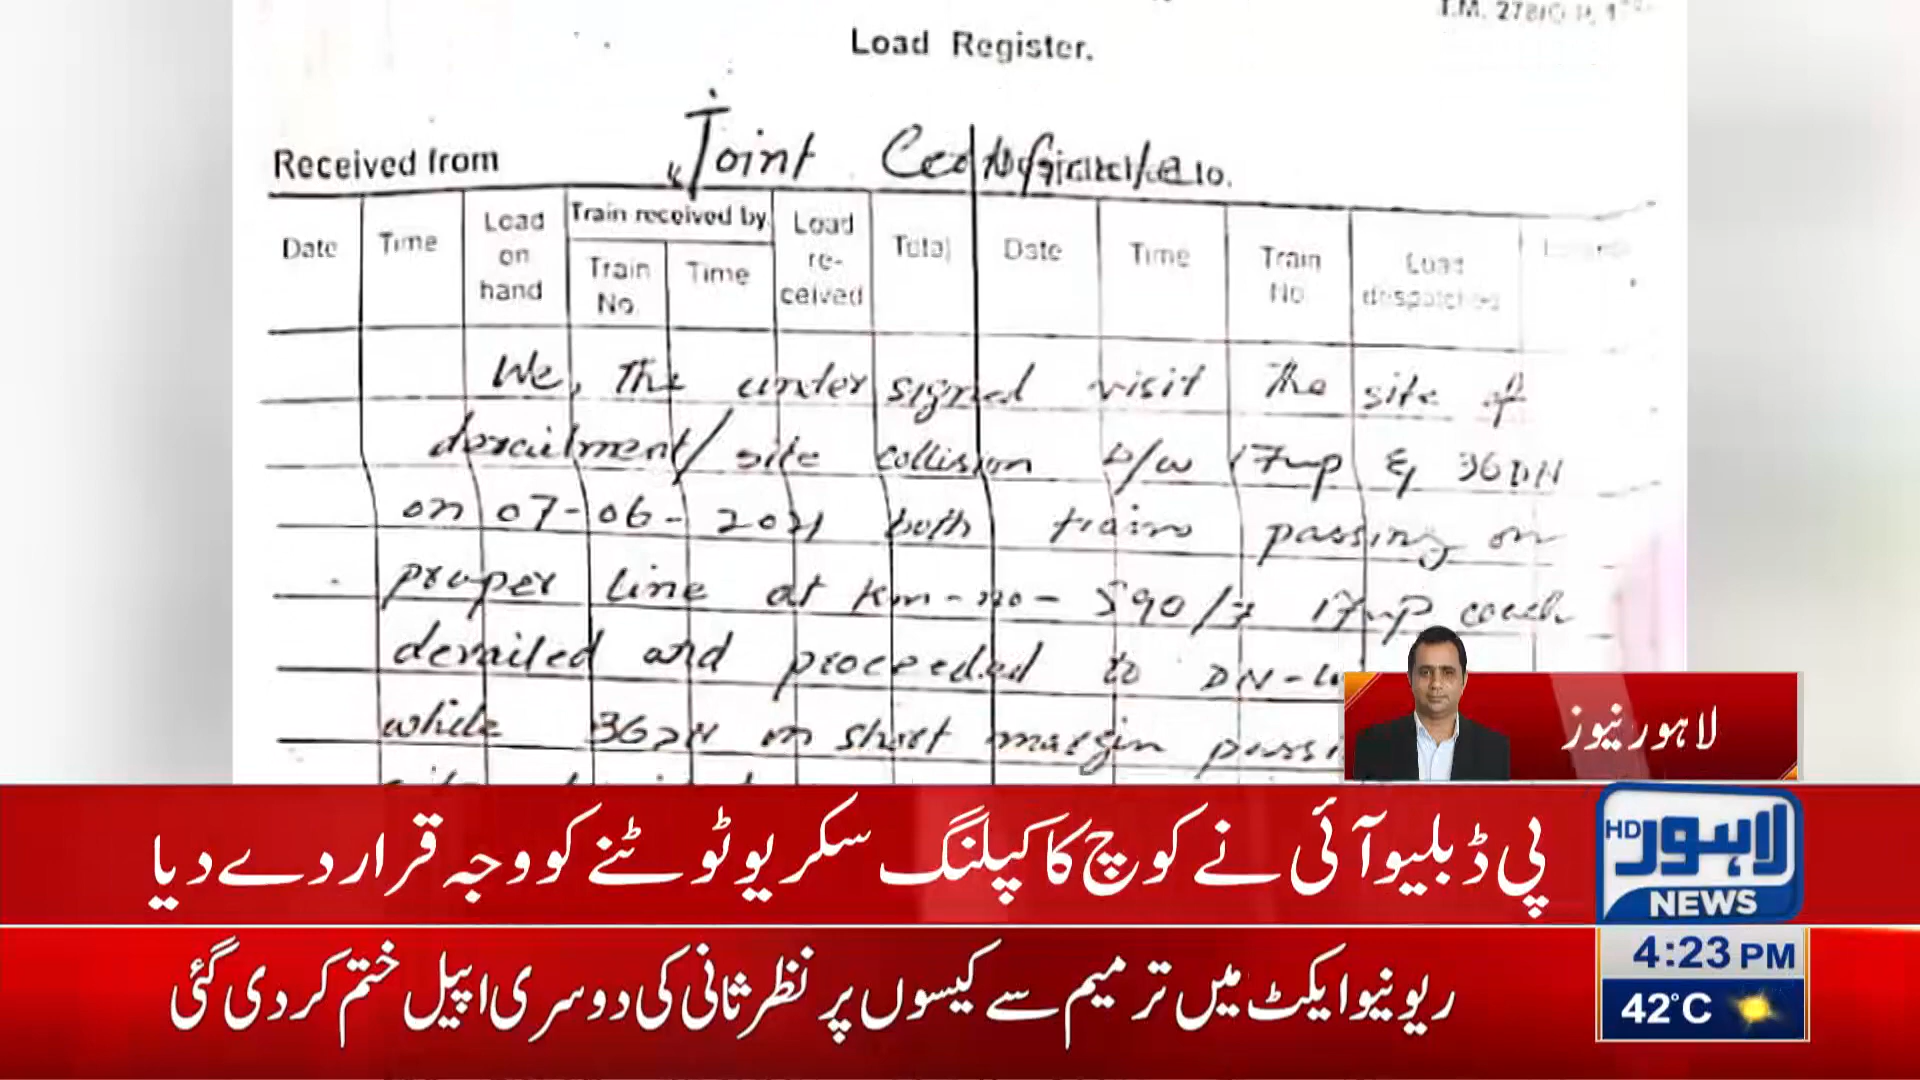 Load Register.
"Joint Certificate
Received from
Date Time Load on hand Train received by Load re-ceived Total Date Time Train No Load despatched
Train No. Time
We, The under signed visit The site of
derailment/site collision b/w 17up & 36DN
on 07-06-2021 both trains passing on
proper line at Km-no- 590/7 17up coach
derailed and proceeded to DN-
while 36DN in short margin
لاہور نیوز
پی ڈبلیو آئی نے کوچ کا کپلنگ سکریو ٹوٹنے کو وجہ قرار دے دیا
HD لاہور
NEWS
ریونیو ایکٹ میں ترمیم سے کیسوں پر نظر ثانی کی دوسری اپیل ختم کر دی گئی
4:23 PM
42°C